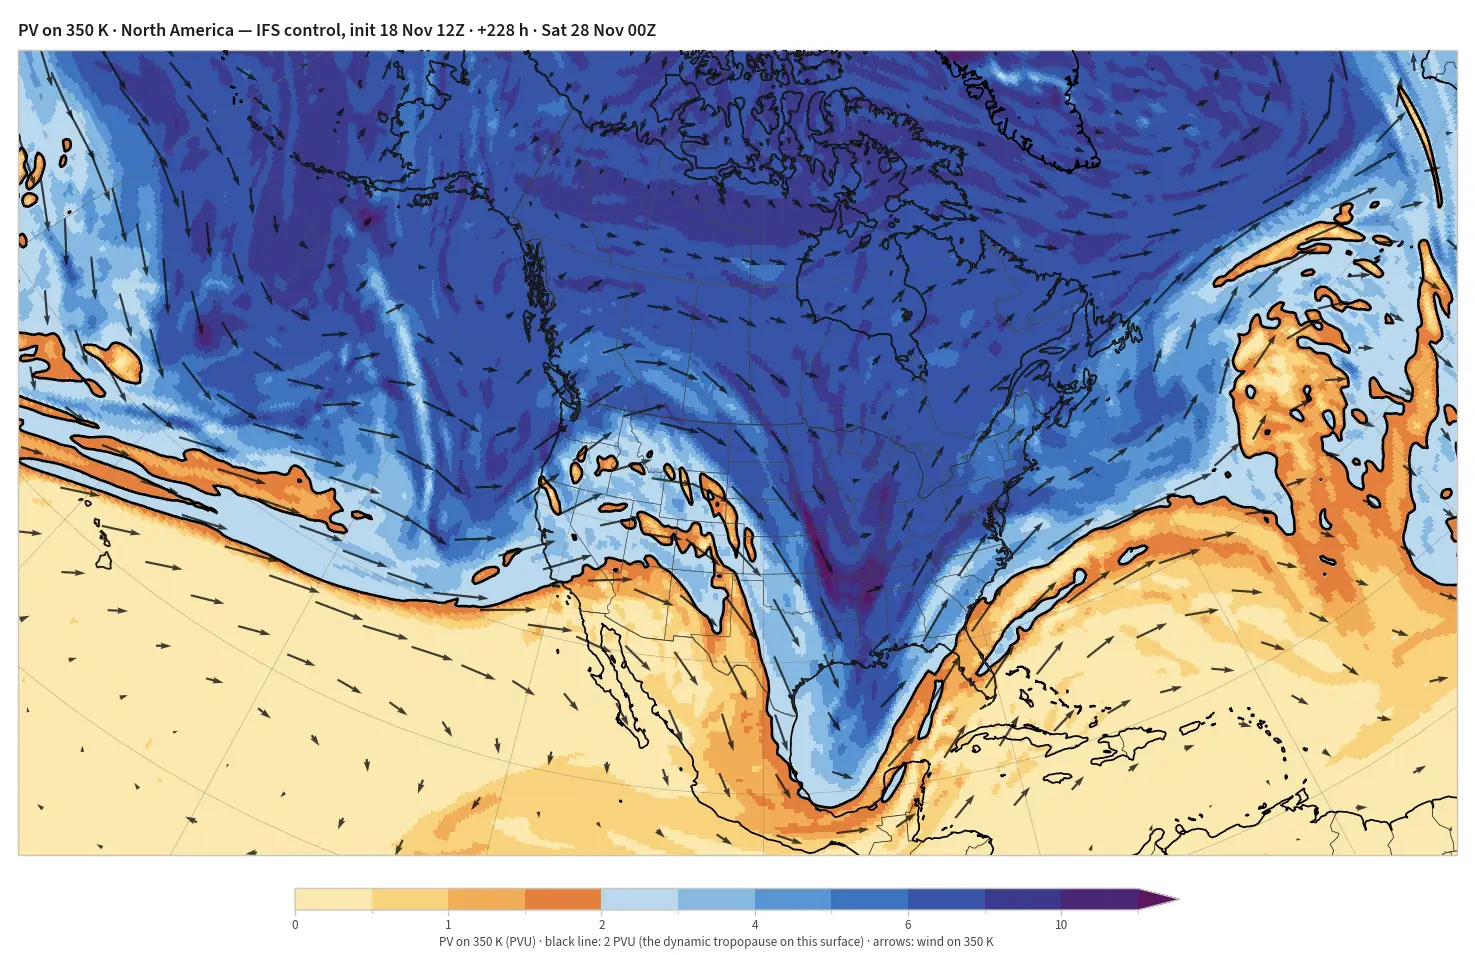 PV on 350 K · North America — IFS control, init 18 Nov 12Z · +228 h · Sat 28 Nov 00Z
0 1 2 4 6 10
PV on 350 K (PVU) · black line: 2 PVU (the dynamic tropopause on this surface) · arrows: wind on 350 K